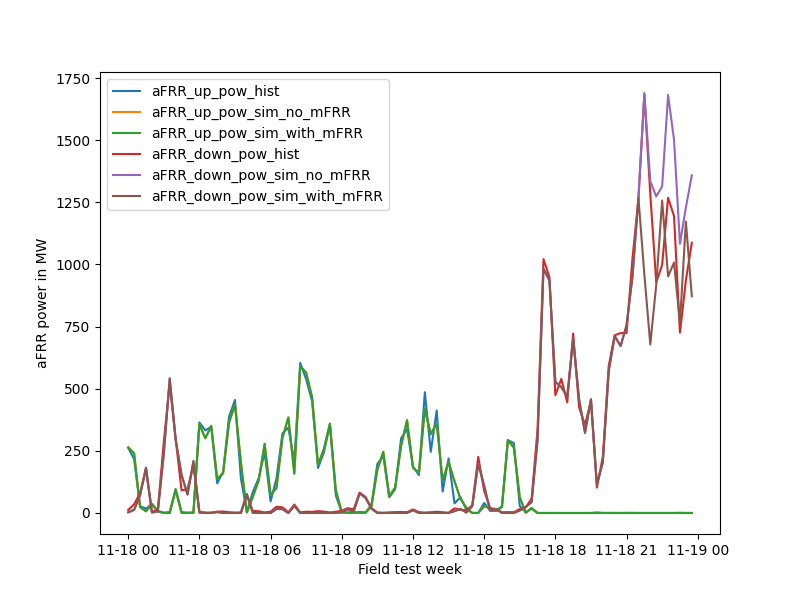 aFRR_up_pow_hist
aFRR_up_pow_sim_no_mFRR
aFRR_up_pow_sim_with_mFRR
aFRR_down_pow_hist
aFRR_down_pow_sim_no_mFRR
aFRR_down_pow_sim_with_mFRR
aFRR power in MW
1750
1500
1250
1000
750
500
250
0
11-18 00 11-18 03 11-18 06 11-18 09 11-18 12 11-18 15 11-18 18 11-18 21 11-19 00
Field test week